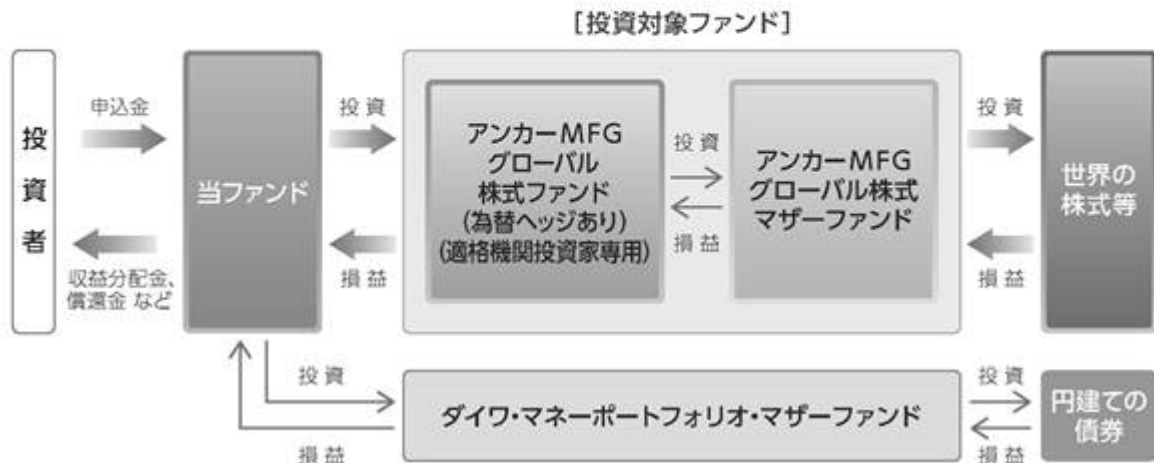 [投資対象ファンド]
投資者
申込金
収益分配金、
償還金 など
当ファンド
投資
損益
アンカーMFG
グローバル
株式ファンド
(為替ヘッジあり)
(適格機関投資家専用)
投資
損益
アンカーMFG
グローバル株式
マザーファンド
投資
損益
世界の
株式等
投資
損益
ダイワ・マネーポートフォリオ・マザーファンド
投資
損益
円建ての
債券